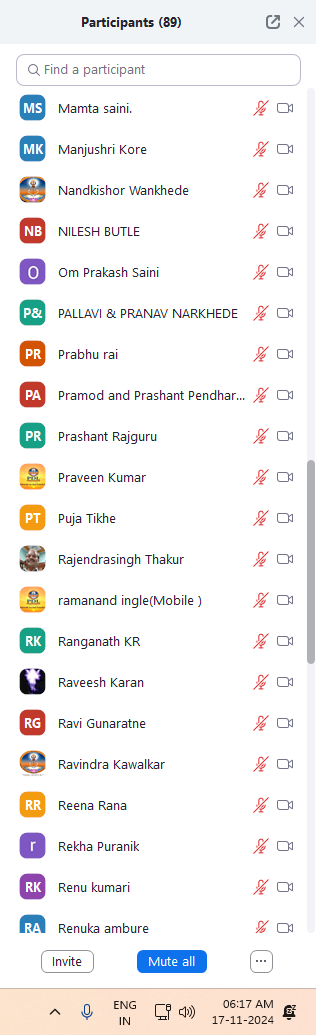 Participants (89)
Find a participant
MS Mamta saini.
MK Manjushri Kore
Nandkishor Wankhede
NB NILESH BUTLE
O Om Prakash Saini
P& PALLAVI & PRANAV NARKHEDE
PR Prabhu rai
PA Pramod and Prashant Pendhar...
PR Prashant Rajguru
Praveen Kumar
PT Puja Tikhe
Rajendrasingh Thakur
ramanand ingle(Mobile )
RK Ranganath KR
Raveesh Karan
RG Ravi Gunaratne
Ravindra Kawalkar
RR Reena Rana
r Rekha Puranik
RK Renu kumari
RA Renuka ambure
Invite Mute all ...
ENG 06:17 AM
IN 17-11-2024